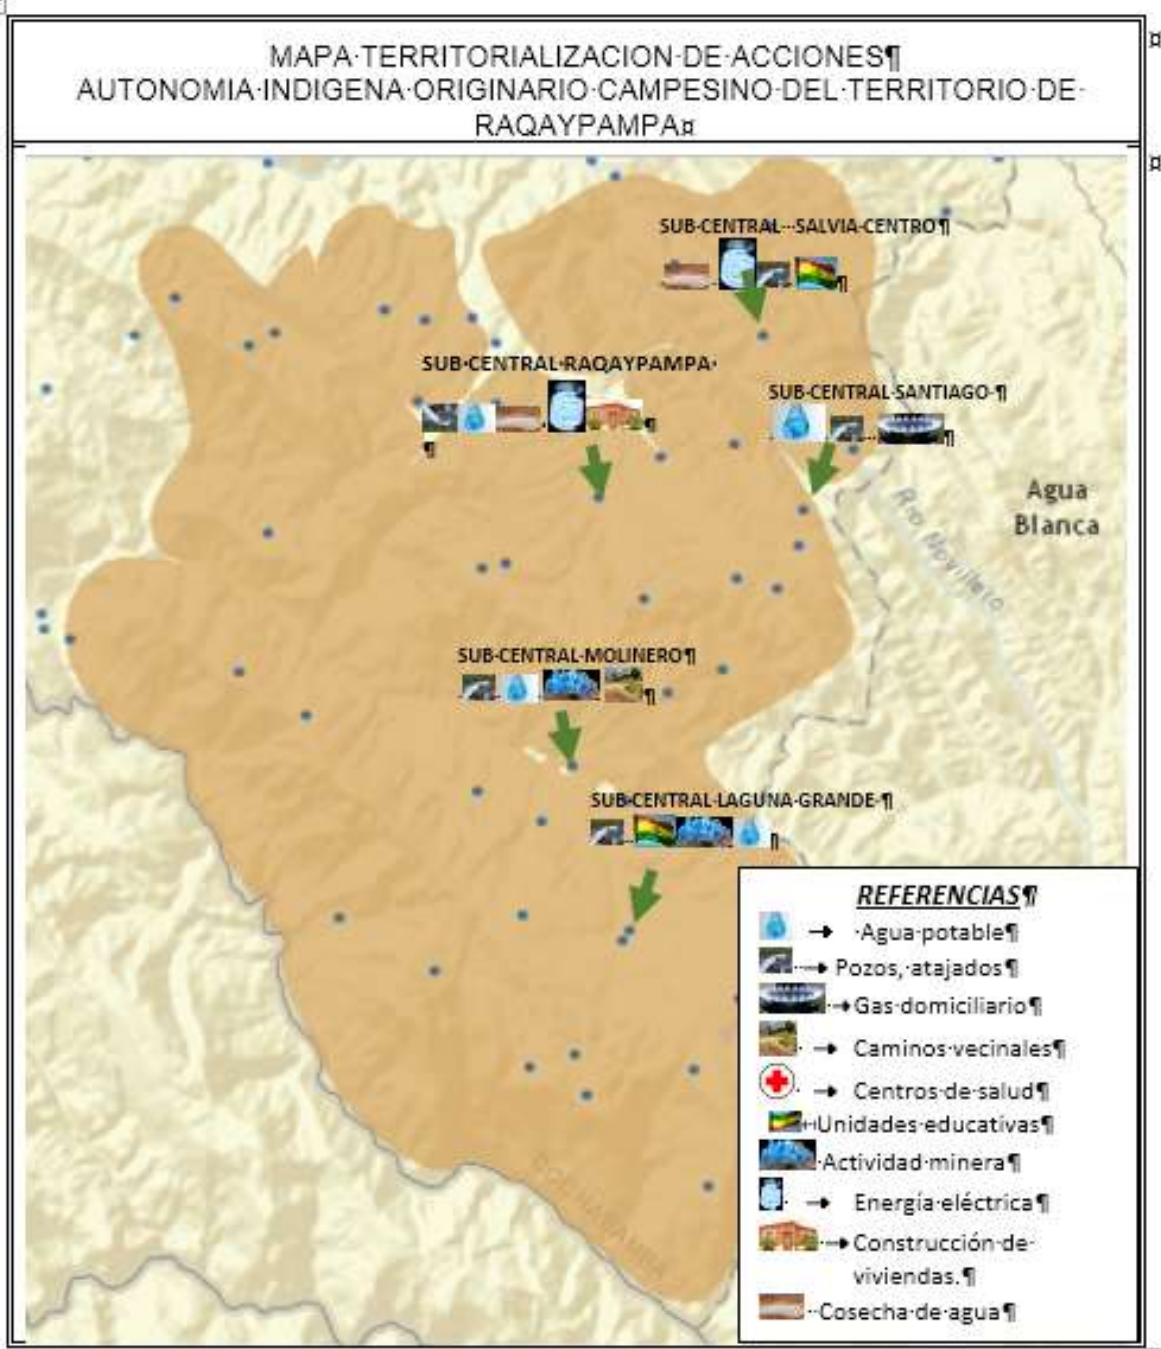 MAPA·TERRITORIALIZACION·DE·ACCIONES¶
AUTONOMIA·INDIGENA·ORIGINARIO·CAMPESINO·DEL·TERRITORIO·DE·
RAQAYPAMPA¤
¤
¤
SUB·CENTRAL···SALVIA·CENTRO¶
¶
SUB·CENTRAL·RAQAYPAMPA·
¶
¶
SUB·CENTRAL·SANTIAGO·¶
¶
Agua
Blanca
Rio Novillero
SUB·CENTRAL·MOLINERO¶
¶
SUB·CENTRAL·LAGUNA·GRANDE·¶
¶
COCHABAMBA
REFERENCIAS¶
→ ·Agua·potable¶
→ Pozos,·atajados¶
→ Gas·domiciliario¶
→ Caminos·vecinales¶
→ Centros·de·salud¶
Unidades·educativas¶
·Actividad·minera¶
→ Energía·eléctrica¶
→ Construcción·de·
viviendas.¶
··Cosecha·de·agua¶